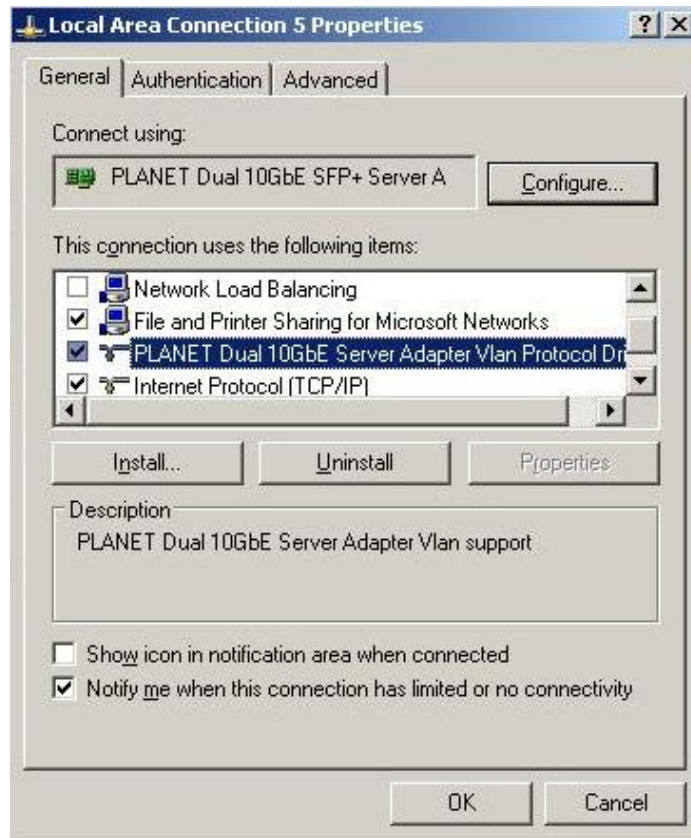 Local Area Connection 5 Properties
General Authentication Advanced
Connect using:
PLANET Dual 10GbE SFP+ Server A Configure...
This connection uses the following items:
Network Load Balancing
File and Printer Sharing for Microsoft Networks
PLANET Dual 10GbE Server Adapter Vlan Protocol Dr
Internet Protocol (TCP/IP)
Install... Uninstall Properties
Description
PLANET Dual 10GbE Server Adapter Vlan support
Show icon in notification area when connected
Notify me when this connection has limited or no connectivity
OK Cancel